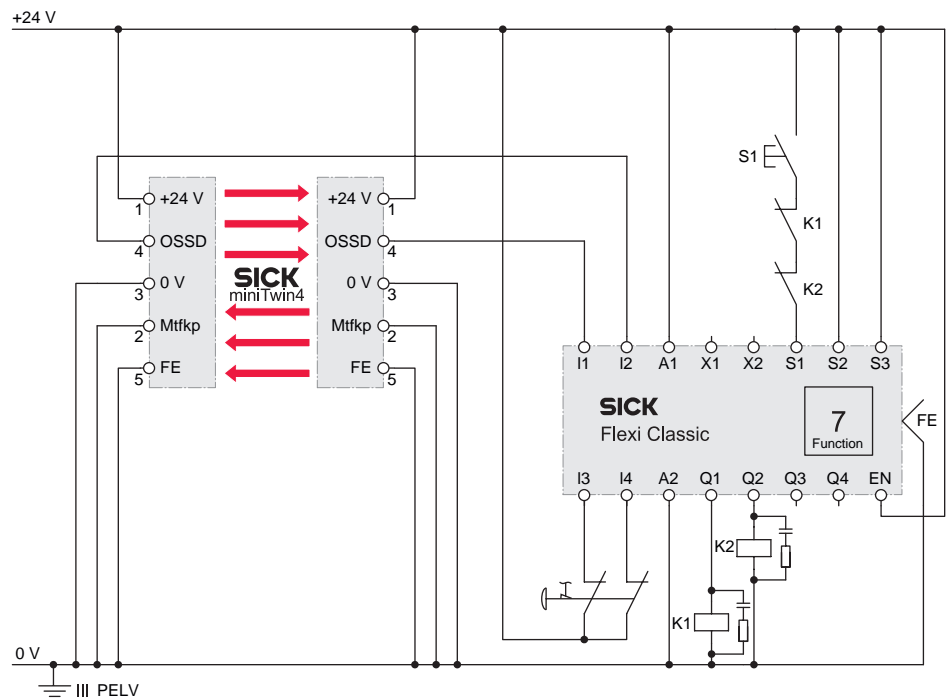 +24 V
S1
K1
K2
+24 V
1
OSSD
4
0 V
3
Mtfkp
2
FE
5
SICK
miniTwin4
+24 V
1
OSSD
4
0 V
3
Mtfkp
2
FE
5
I1 I2 A1 X1 X2 S1 S2 S3
SICK
Flexi Classic
7
Function
FE
I3 I4 A2 Q1 Q2 Q3 Q4 EN
K2
K1
0 V
III PELV